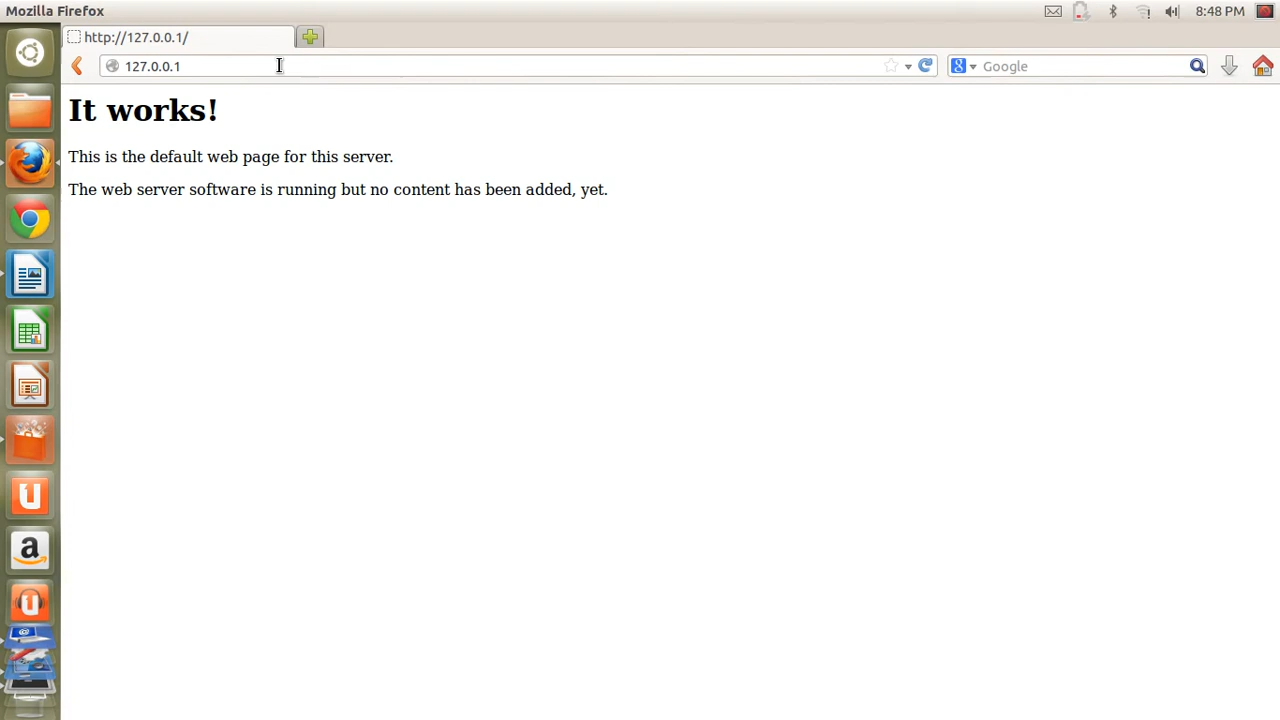 Mozilla Firefox
8:48 PM
http://127.0.0.1/
127.0.0.1
Google
It works!
This is the default web page for this server.
The web server software is running but no content has been added, yet.